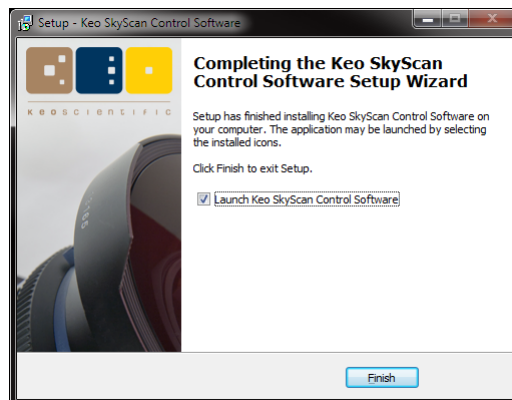 Setup - Keo SkyScan Control Software
keoscientific
Completing the Keo SkyScan
Control Software Setup Wizard
Setup has finished installing Keo SkyScan Control Software on
your computer. The application may be launched by selecting
the installed icons.
Click Finish to exit Setup.
Launch Keo SkyScan Control Software
Finish